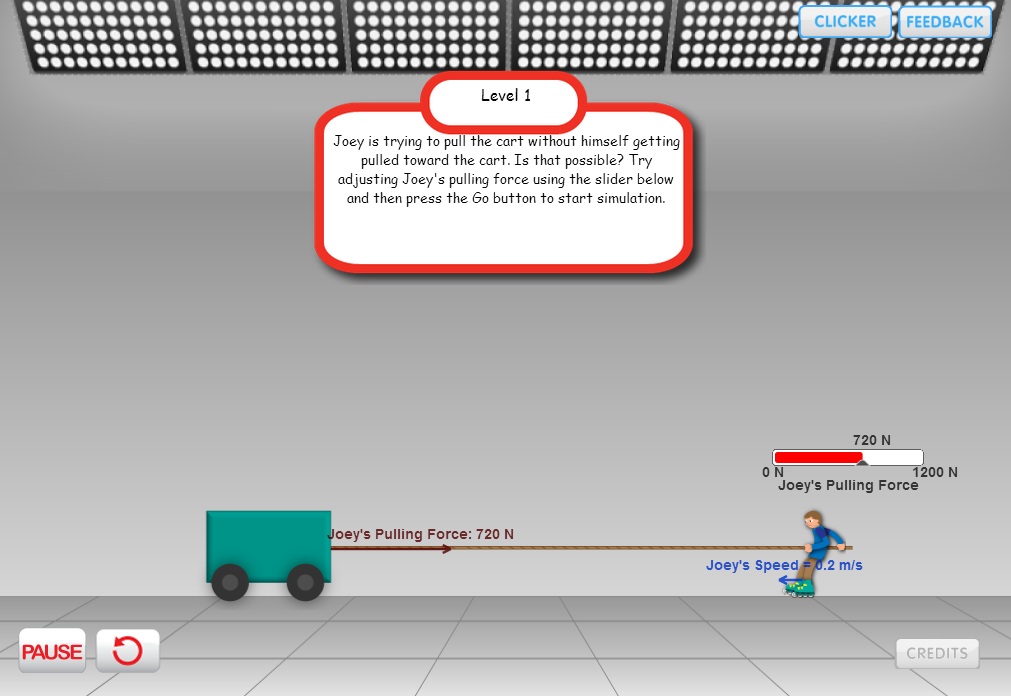 CLICKER
FEEDBACK
Level 1
Joey is trying to pull the cart without himself getting
pulled toward the cart. Is that possible? Try
adjusting Joey's pulling force using the slider below
and then press the Go button to start simulation.
720 N
0 N
1200 N
Joey's Pulling Force
Joey's Pulling Force: 720 N
Joey's Speed = 0.2 m/s
PAUSE
CREDITS